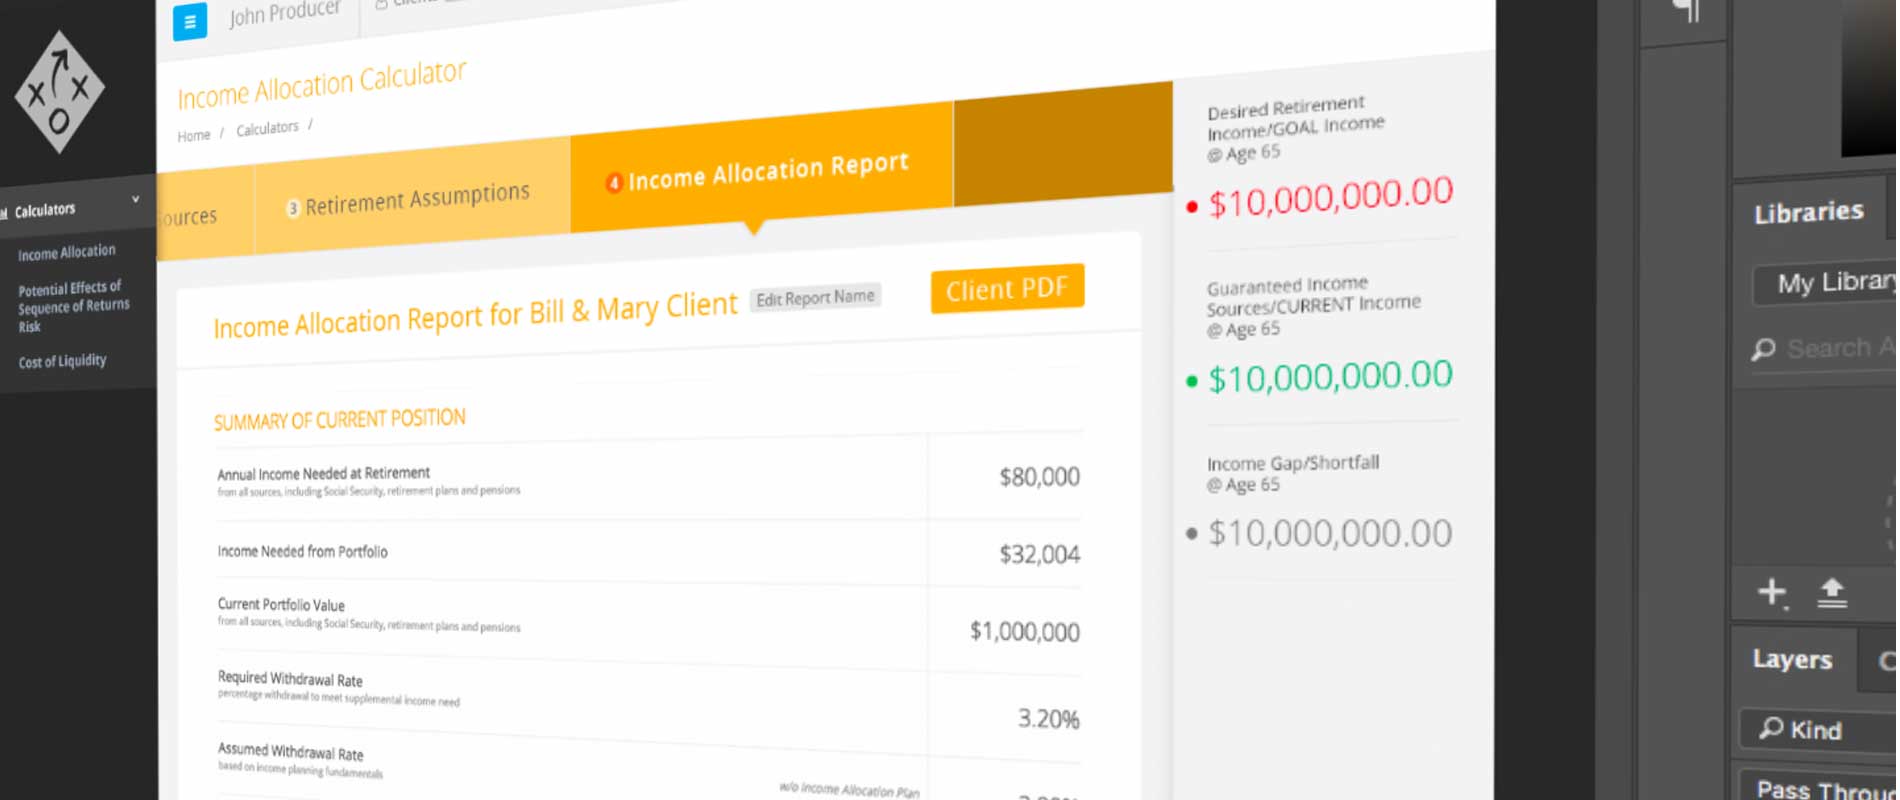 John Producer
Income Allocation Calculator
Home / Calculators /
Calculators
Income Allocation
Potential Effects of
Sequence of Returns
Risk
Cost of Liquidity
3 Retirement Assumptions
4 Income Allocation Report
Income Allocation Report for Bill & Mary Client
Edit Report Name
Client PDF
SUMMARY OF CURRENT POSITION
Annual Income Needed at Retirement
from all sources, including Social Security, retirement plans and pensions
$80,000
Income Needed from Portfolio
$32,004
Current Portfolio Value
from all sources, including Social Security, retirement plans and pensions
$1,000,000
Required Withdrawal Rate
percentage withdrawal to meet supplemental income need
3.20%
Assumed Withdrawal Rate
based on income planning fundamentals
w/o Income Allocation Plan
Desired Retirement
Income/GOAL Income
@ Age 65
$10,000,000.00
Guaranteed Income
Sources/CURRENT Income
@ Age 65
$10,000,000.00
Income Gap/Shortfall
@ Age 65
$10,000,000.00
Libraries
My Library
Search A
Layers
Kind
Pass Throu